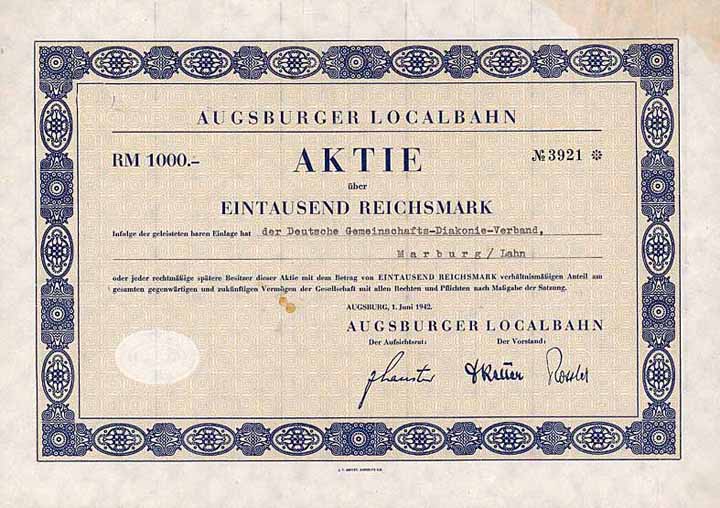 AUGSBURGER LOCALBAHN
RM 1000.- AKTIE № 3921 *
über
EINTAUSEND REICHSMARK
Infolge der geleisteten baren Einlage hat der Deutsche Gemeinschafts-Diakonie-Verband,
Marburg/Lahn
oder jeder rechtmäßige spätere Besitzer dieser Aktie mit dem Betrag von EINTAUSEND REICHSMARK verhältnismäßigen Anteil am
gesamten gegenwärtigen und zukünftigen Vermögen der Gesellschaft mit allen Rechten und Pflichten nach Maßgabe der Satzung.
AUGSBURG, 1. Juni 1942.
AUGSBURGER LOCALBAHN
Der Aufsichtsrat: Der Vorstand: